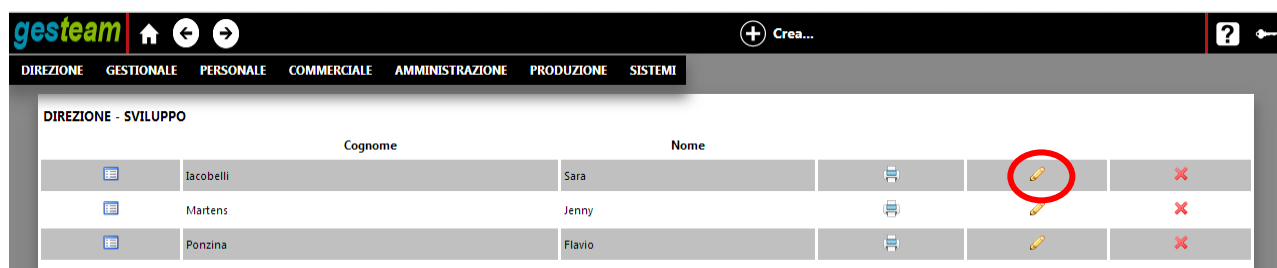 gesteam Crea... ?
DIREZIONE GESTIONALE PERSONALE COMMERCIALE AMMINISTRAZIONE PRODUZIONE SISTEMI
DIREZIONE - SVILUPPO
Cognome Nome
Iacobelli Sara
Martens Jenny
Ponzina Flavio